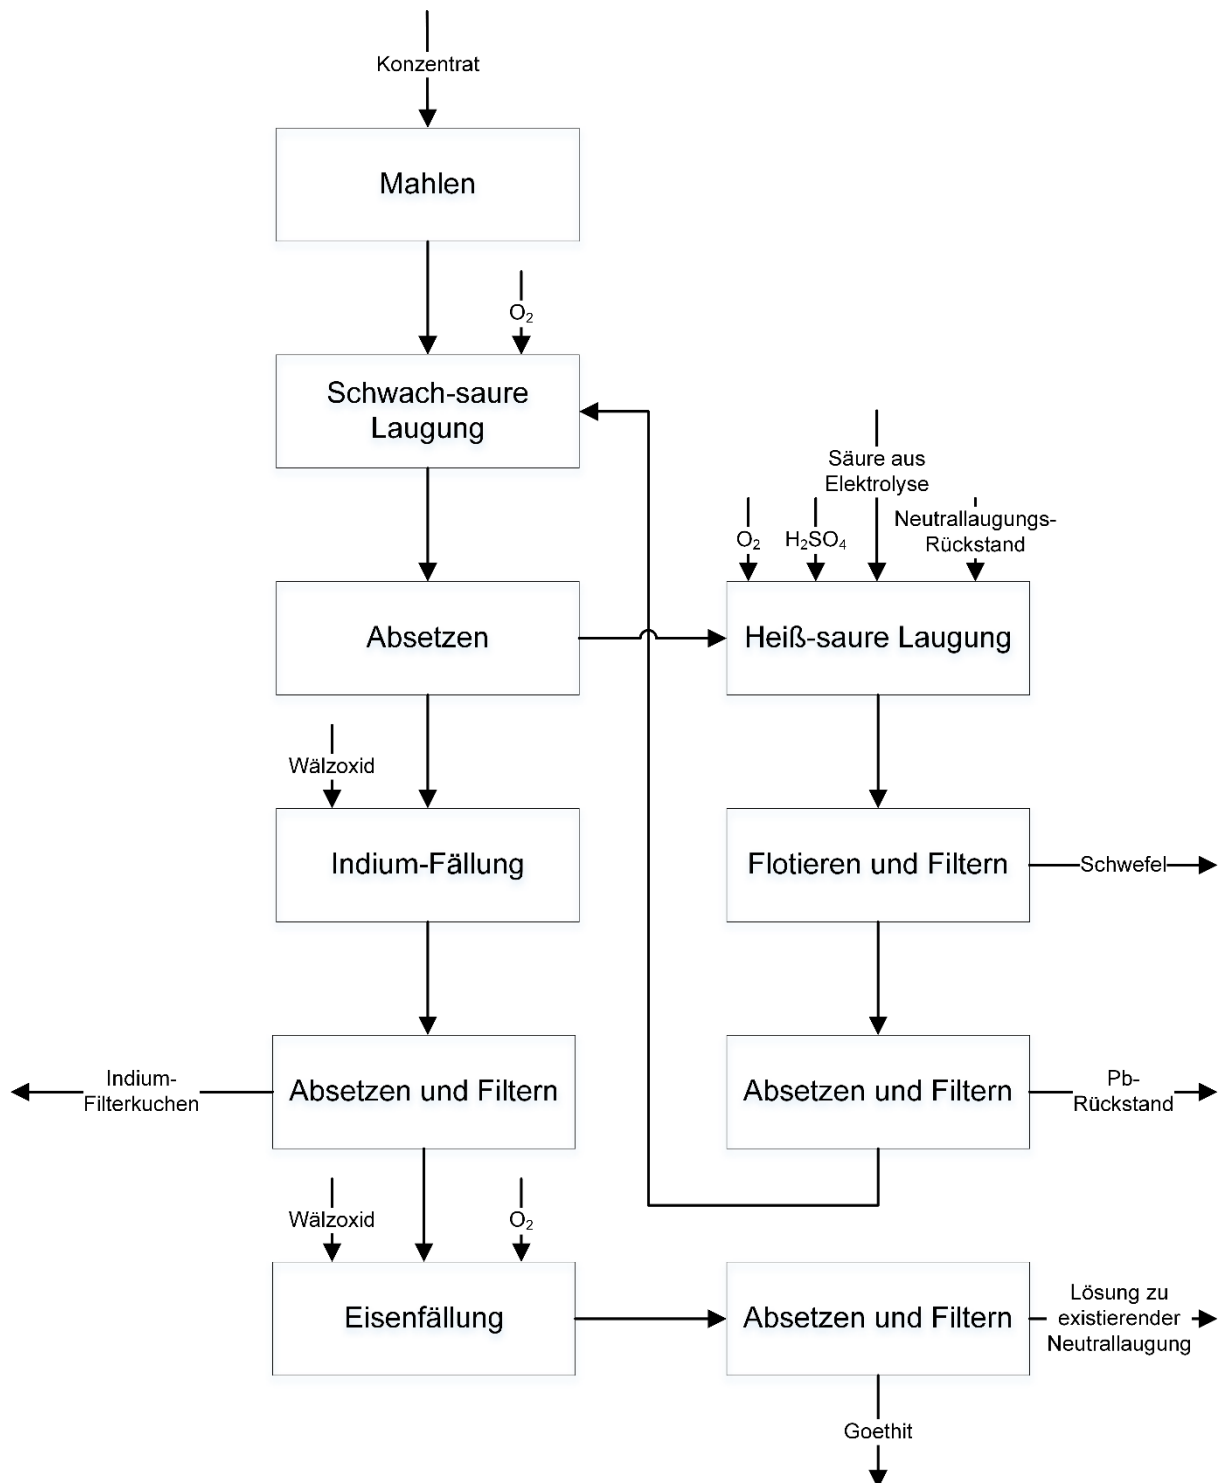 Konzentrat
Mahlen
O₂
Schwach-saure
Laugung
Säure aus
Elektrolyse
O₂
H₂SO₄
Neutrallaugungs-
Rückstand
Absetzen
Heiß-saure Laugung
Wälzoxid
Indium-Fällung
Flotieren und Filtern
Schwefel
Indium-
Filterkuchen
Absetzen und Filtern
Absetzen und Filtern
Pb-
Rückstand
Wälzoxid
O₂
Eisenfällung
Absetzen und Filtern
Lösung zu
existierender
Neutrallaugung
Goethit